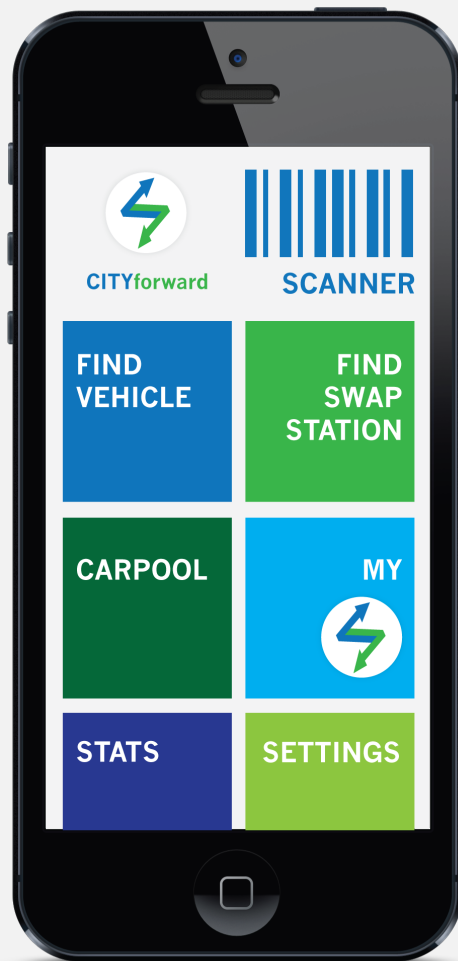 CITYforward
SCANNER
FIND
VEHICLE
FIND
SWAP
STATION
CARPOOL
MY
STATS
SETTINGS